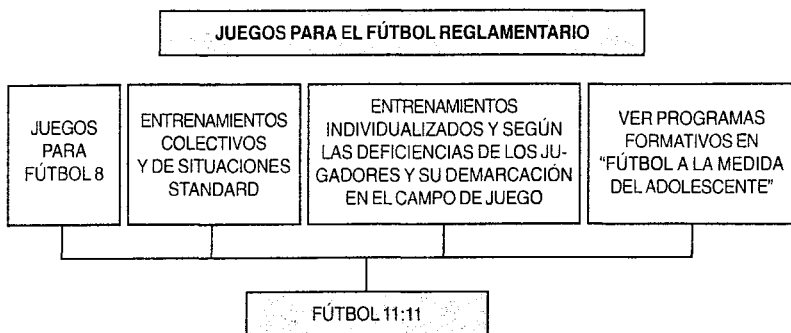 JUEGOS PARA EL FÚTBOL REGLAMENTARIO
JUEGOS
PARA
FÚTBOL 8
ENTRENAMIENTOS
COLECTIVOS
Y DE SITUACIONES
STANDARD
ENTRENAMIENTOS
INDIVIDUALIZADOS Y SEGÚN
LAS DEFICIENCIAS DE LOS JU-
GADORES Y SU DEMARCACIÓN
EN EL CAMPO DE JUEGO
VER PROGRAMAS
FORMATIVOS EN
“FÚTBOL A LA MEDIDA
DEL ADOLESCENTE”
FÚTBOL 11:11